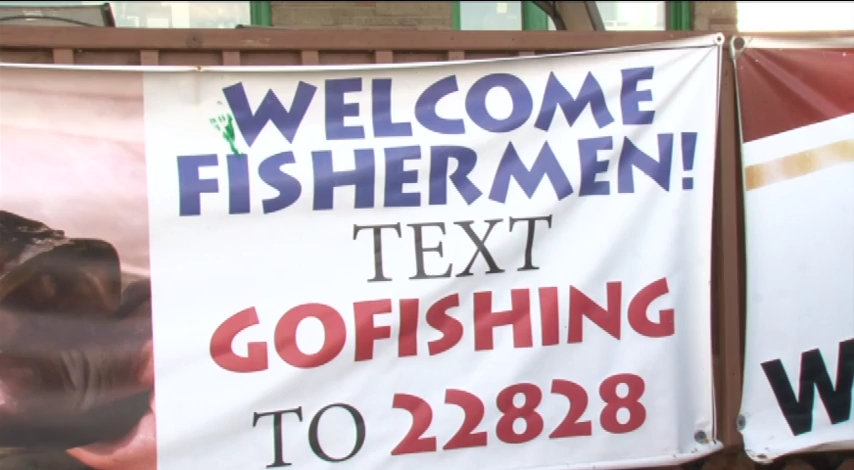 WELCOME
FISHERMEN!
TEXT
GOFISHING
TO 22828
W